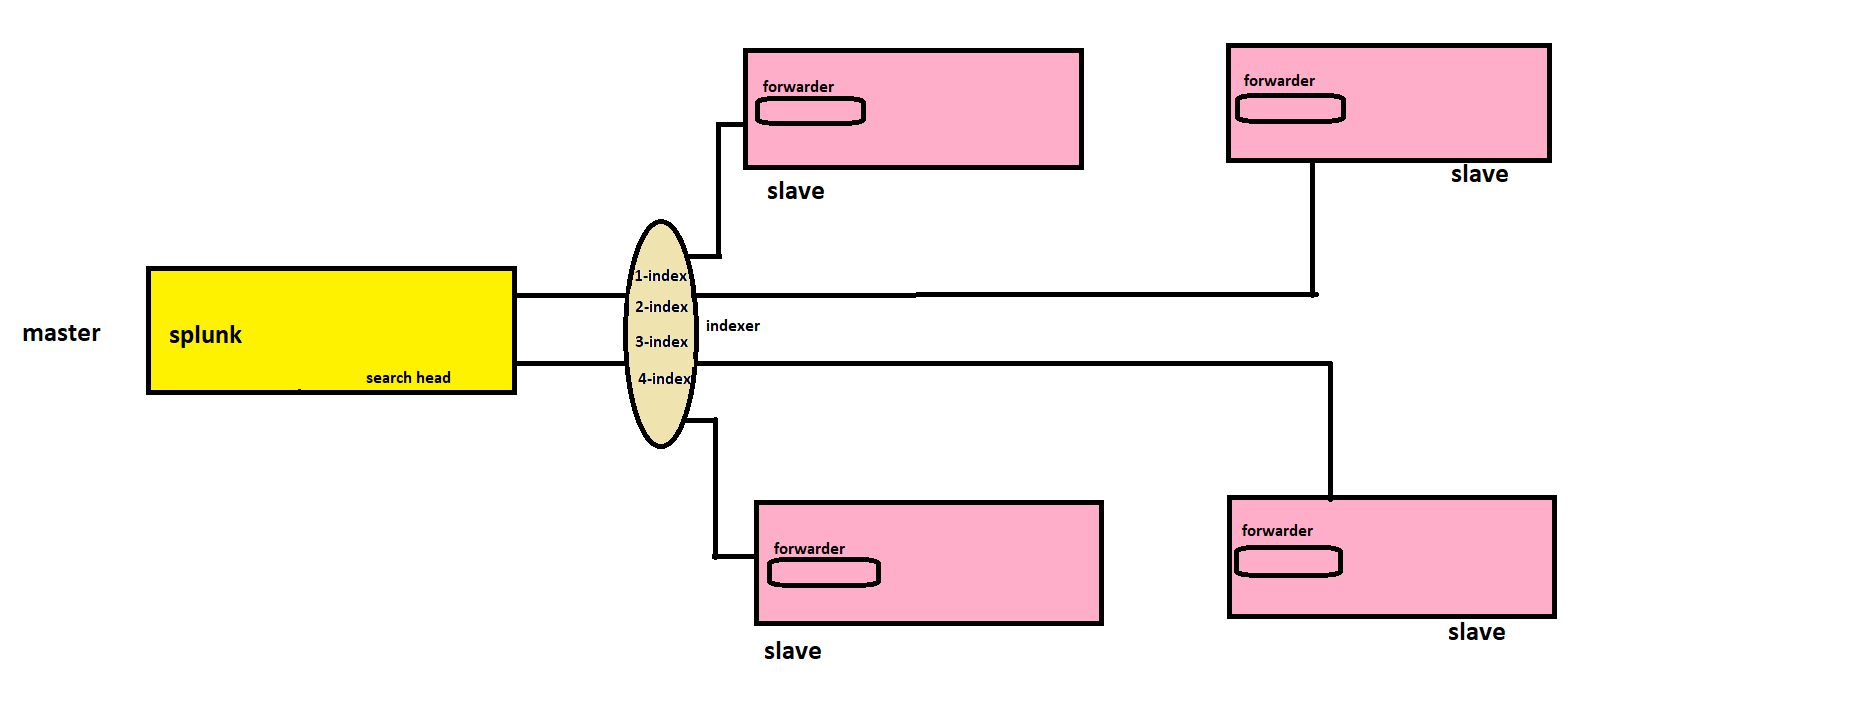 forwarder
slave
forwarder
slave
master
splunk
search head
1-index
2-index
3-index
4-index
indexer
forwarder
slave
forwarder
slave